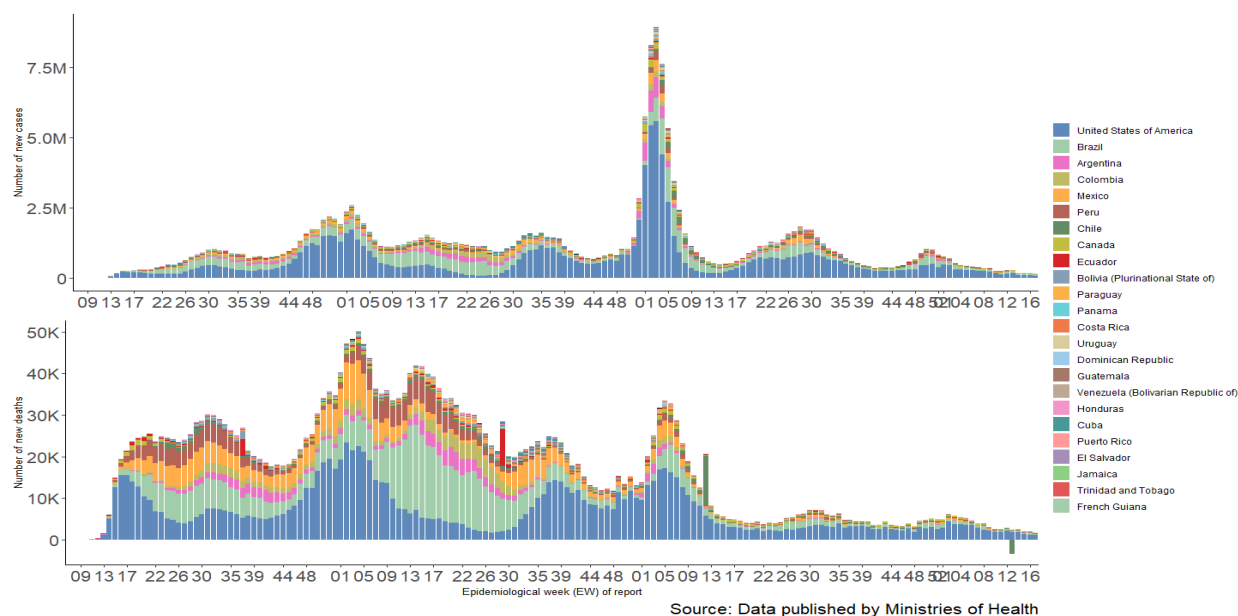 Number of new cases
7.5M
5.0M
2.5M
0
09 13 17 22 26 30 35 39 44 48 01 05 09 13 17 22 26 30 35 39 44 48 01 05 09 13 17 22 26 30 35 39 44 48 52 01 04 08 12 16
Number of new deaths
50K
40K
30K
20K
10K
0
09 13 17 22 26 30 35 39 44 48 01 05 09 13 17 22 26 30 35 39 44 48 01 05 09 13 17 22 26 30 35 39 44 48 52 01 04 08 12 16
Epidemiological week (EW) of report
United States of America
Brazil
Argentina
Colombia
Mexico
Peru
Chile
Canada
Ecuador
Bolivia (Plurinational State of)
Paraguay
Panama
Costa Rica
Uruguay
Dominican Republic
Guatemala
Venezuela (Bolivarian Republic of)
Honduras
Cuba
Puerto Rico
El Salvador
Jamaica
Trinidad and Tobago
French Guiana
Source: Data published by Ministries of Health